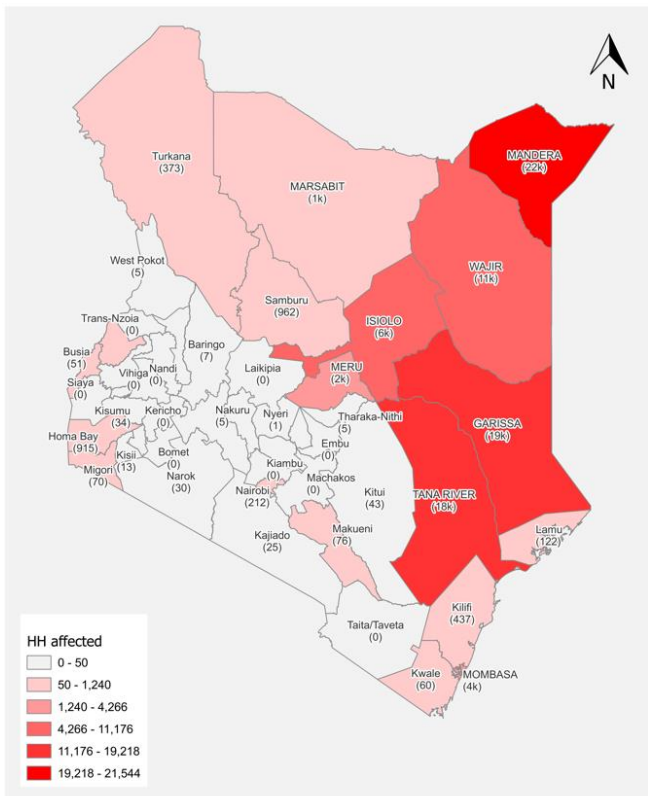 N
Turkana
(373)
MARSABIT
(1k)
MANDERA
(22k)
WAJIR
(11k)
West Pokot
(5)
Samburu
(962)
ISIOLO
(6k)
Trans-Nzoia
(0)
Baringo
(7)
Busia
(51)
Nandi
(0)
Vihiga
(0)
Laikipia
(0)
MERU
(2k)
Siaya
(0)
Kisumu
(34)
Kericho
(0)
Nakuru
(5)
Nyeri
(1)
Tharaka-Nithi
(5)
GARISSA
(19k)
Homa Bay
(915)
Kisii
(13)
Bomet
(0)
Embu
(0)
Kiambu
(0)
Migori
(70)
Narok
(30)
Nairobi
(212)
Machakos
(0)
Kitui
(43)
TANA RIVER
(18k)
Kajiado
(25)
Makueni
(76)
Lamu
(122)
Taita/Taveta
(0)
Kilifi
(437)
Kwale
(60)
MOMBASA
(4k)
HH affected
0 - 50
50 - 1,240
1,240 - 4,266
4,266 - 11,176
11,176 - 19,218
19,218 - 21,544